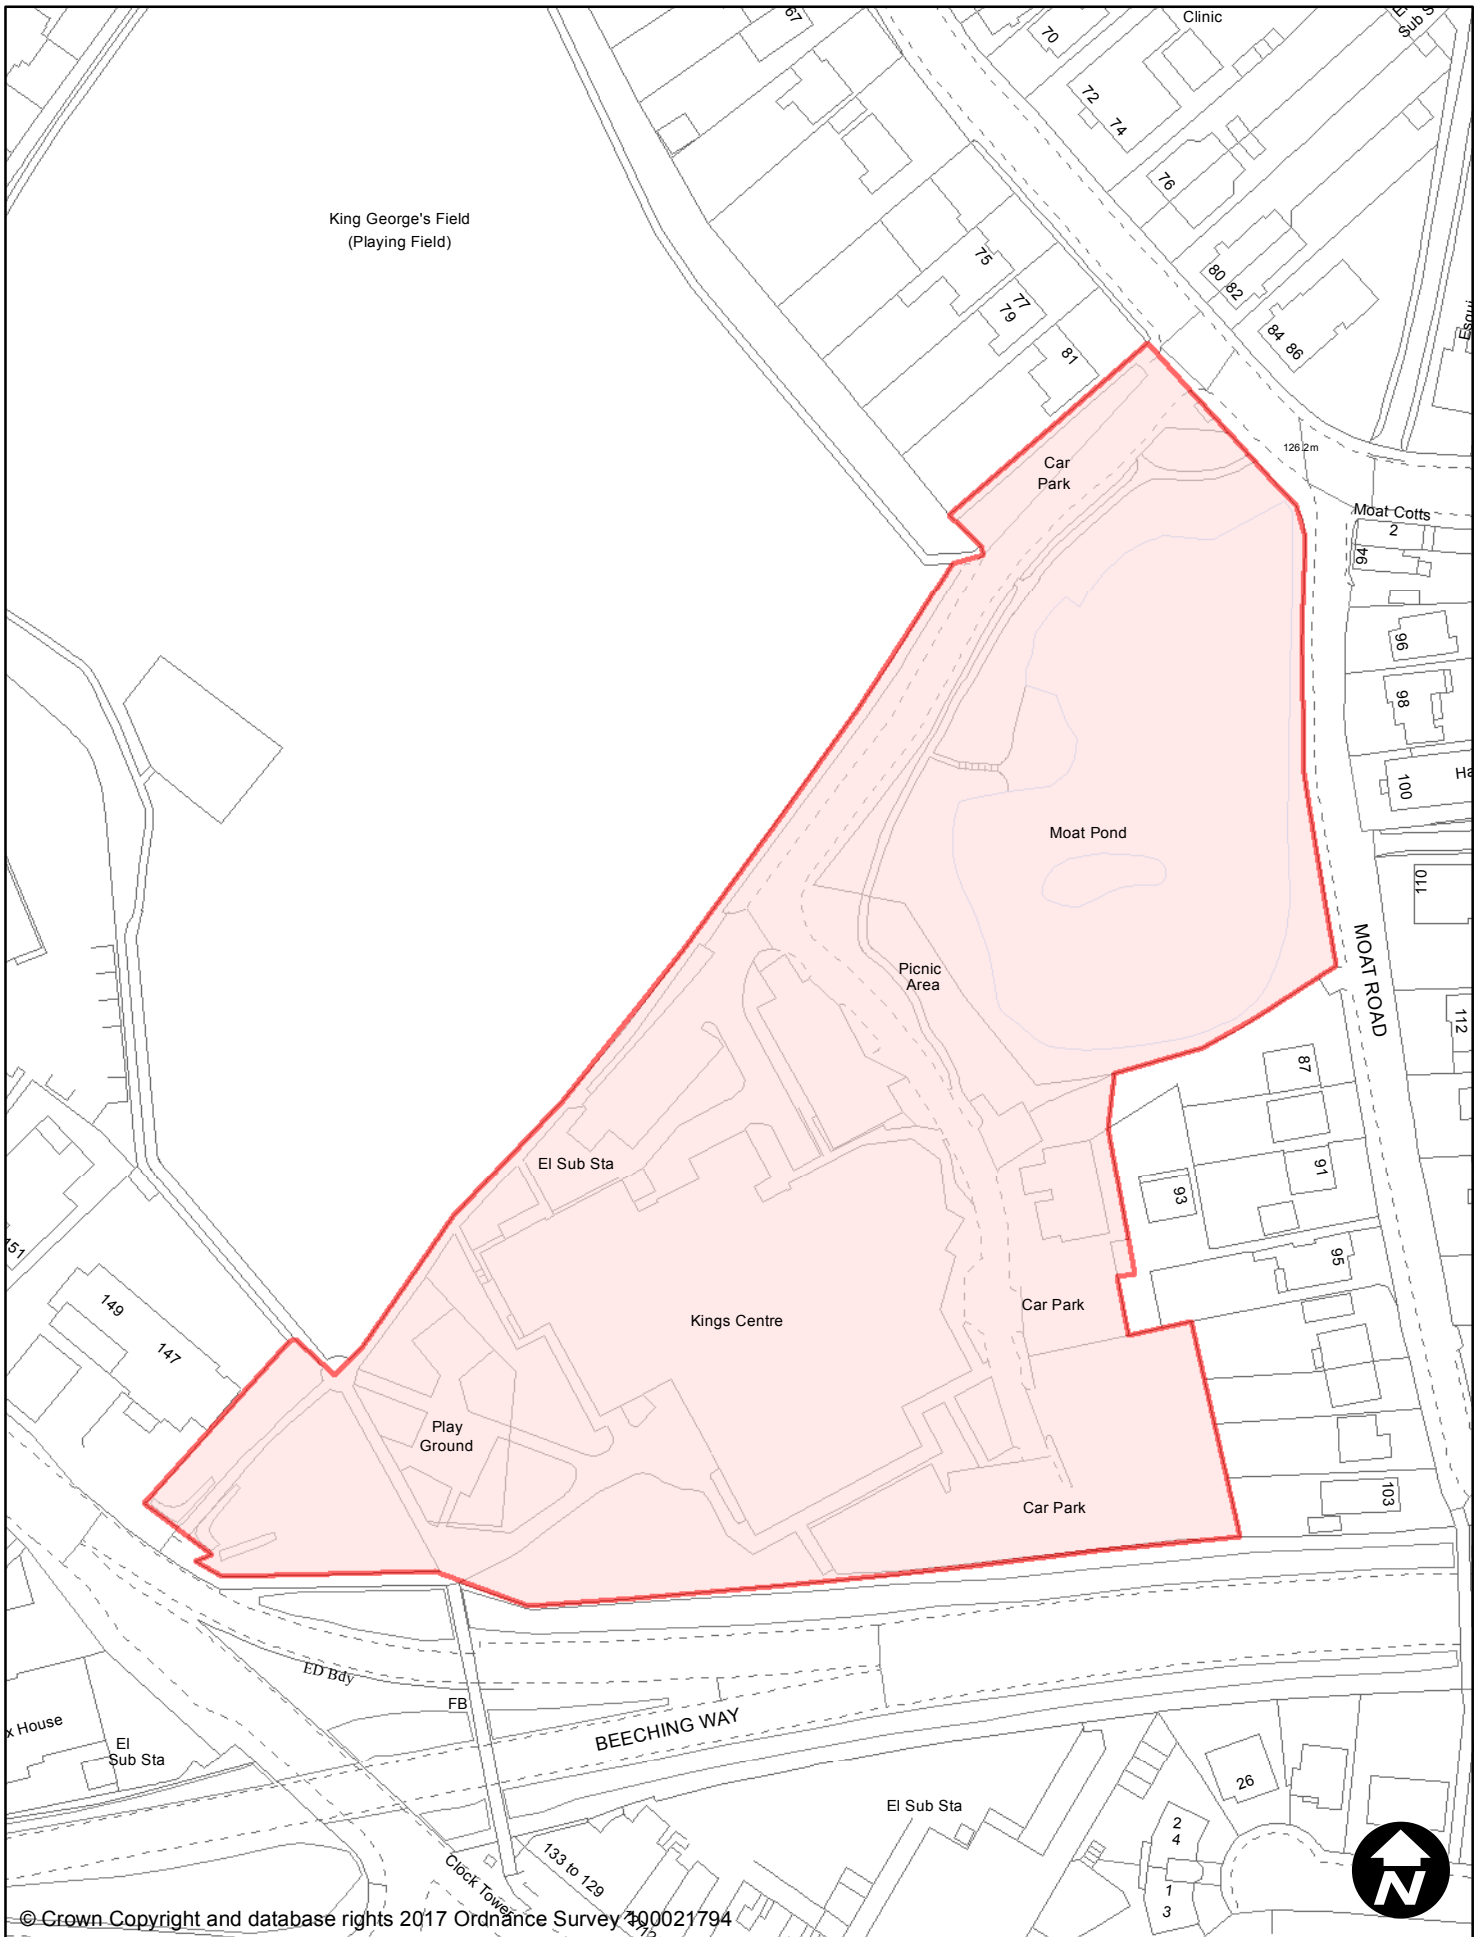 67
Clinic
70
Sub S
72
74
76
King George's Field
(Playing Field)
75
77
79
80
82
84
86
81
126.2m
Car
Park
Moat Cotts
2
94
96
98
100
Moat Pond
110
MOAT ROAD
Picnic
Area
112
87
El Sub Sta
91
93
151
95
149
147
Car Park
Kings Centre
Play
Ground
103
Car Park
ED Bdy
FB
BEECHING WAY
x House
El
Sub Sta
26
El Sub Sta
2
4
1
3
133 to 129
Clock Tower
N
© Crown Copyright and database rights 2017 Ordnance Survey 100021794